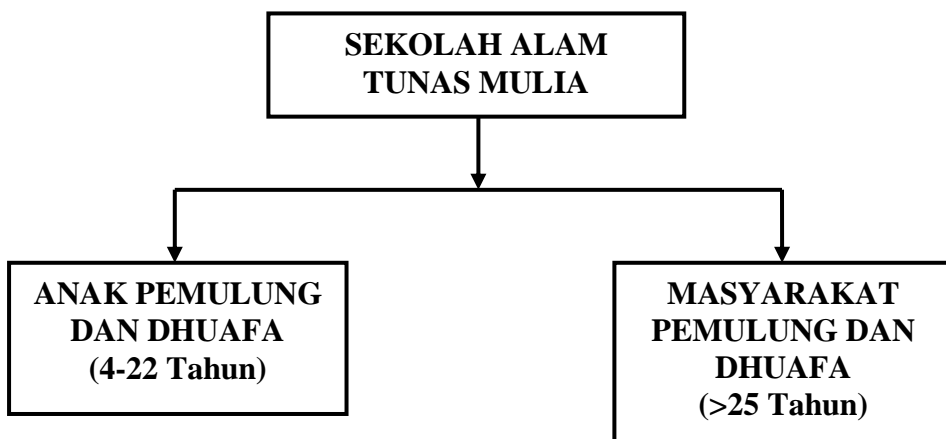 SEKOLAH ALAM
TUNAS MULIA
ANAK PEMULUNG
DAN DHUAFA
(4-22 Tahun)
MASYARAKAT
PEMULUNG DAN
DHUAFA
(>25 Tahun)